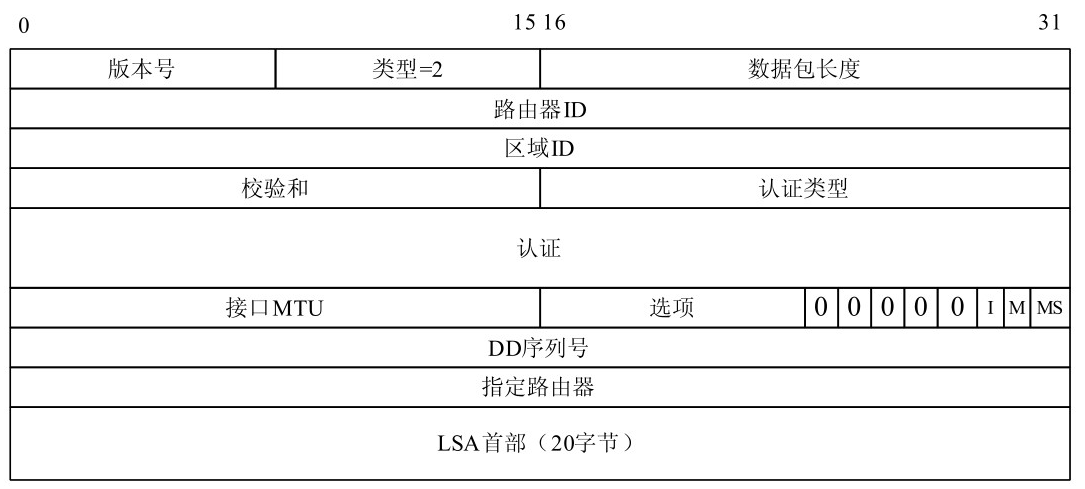 0 15 16 31
版本号 类型=2 数据包长度
路由器ID
区域ID
校验和 认证类型
认证
接口MTU 选项 0 0 0 0 0 I M MS
DD序列号
指定路由器
LSA首部（20字节）